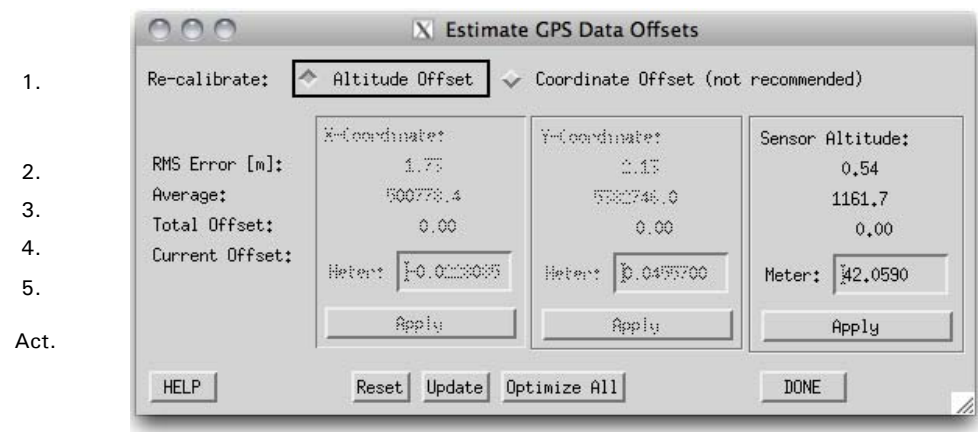 Estimate GPS Data Offsets
1. Re-calibrate: Altitude Offset Coordinate Offset (not recommended)
X-Coordinate: Y-Coordinate: Sensor Altitude:
2. RMS Error [m]: 0.54
3. Average: 1161.7
4. Total Offset: 0.00 0.00 0.00
5. Current Offset: Meter: Meter: Meter: 42.0590
Act. Apply Apply Apply
HELP Reset Update Optimize All DONE